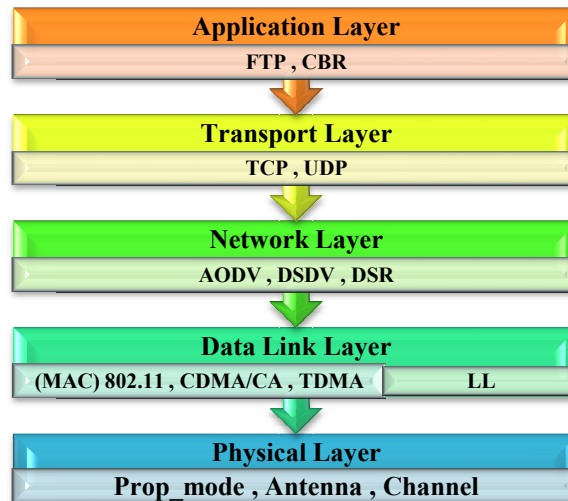 Application Layer
FTP , CBR
Transport Layer
TCP , UDP
Network Layer
AODV , DSDV , DSR
Data Link Layer
(MAC) 802.11 , CDMA/CA , TDMA LL
Physical Layer
Prop_mode , Antenna , Channel